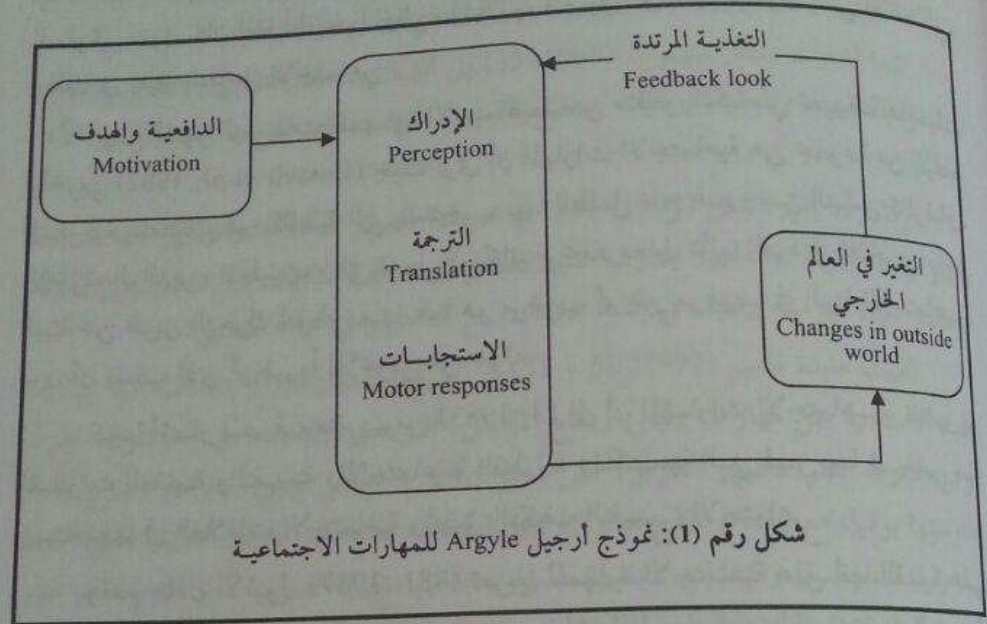 التغذية المرتدة
Feedback look
الدافعية والهدف
Motivation
الإدراك
Perception
الترجمة
Translation
الاستجابات
Motor responses
التغير في العالم
الخارجي
Changes in outside
world
شكل رقم (1): نموذج أرجيل Argyle للمهارات الاجتماعية